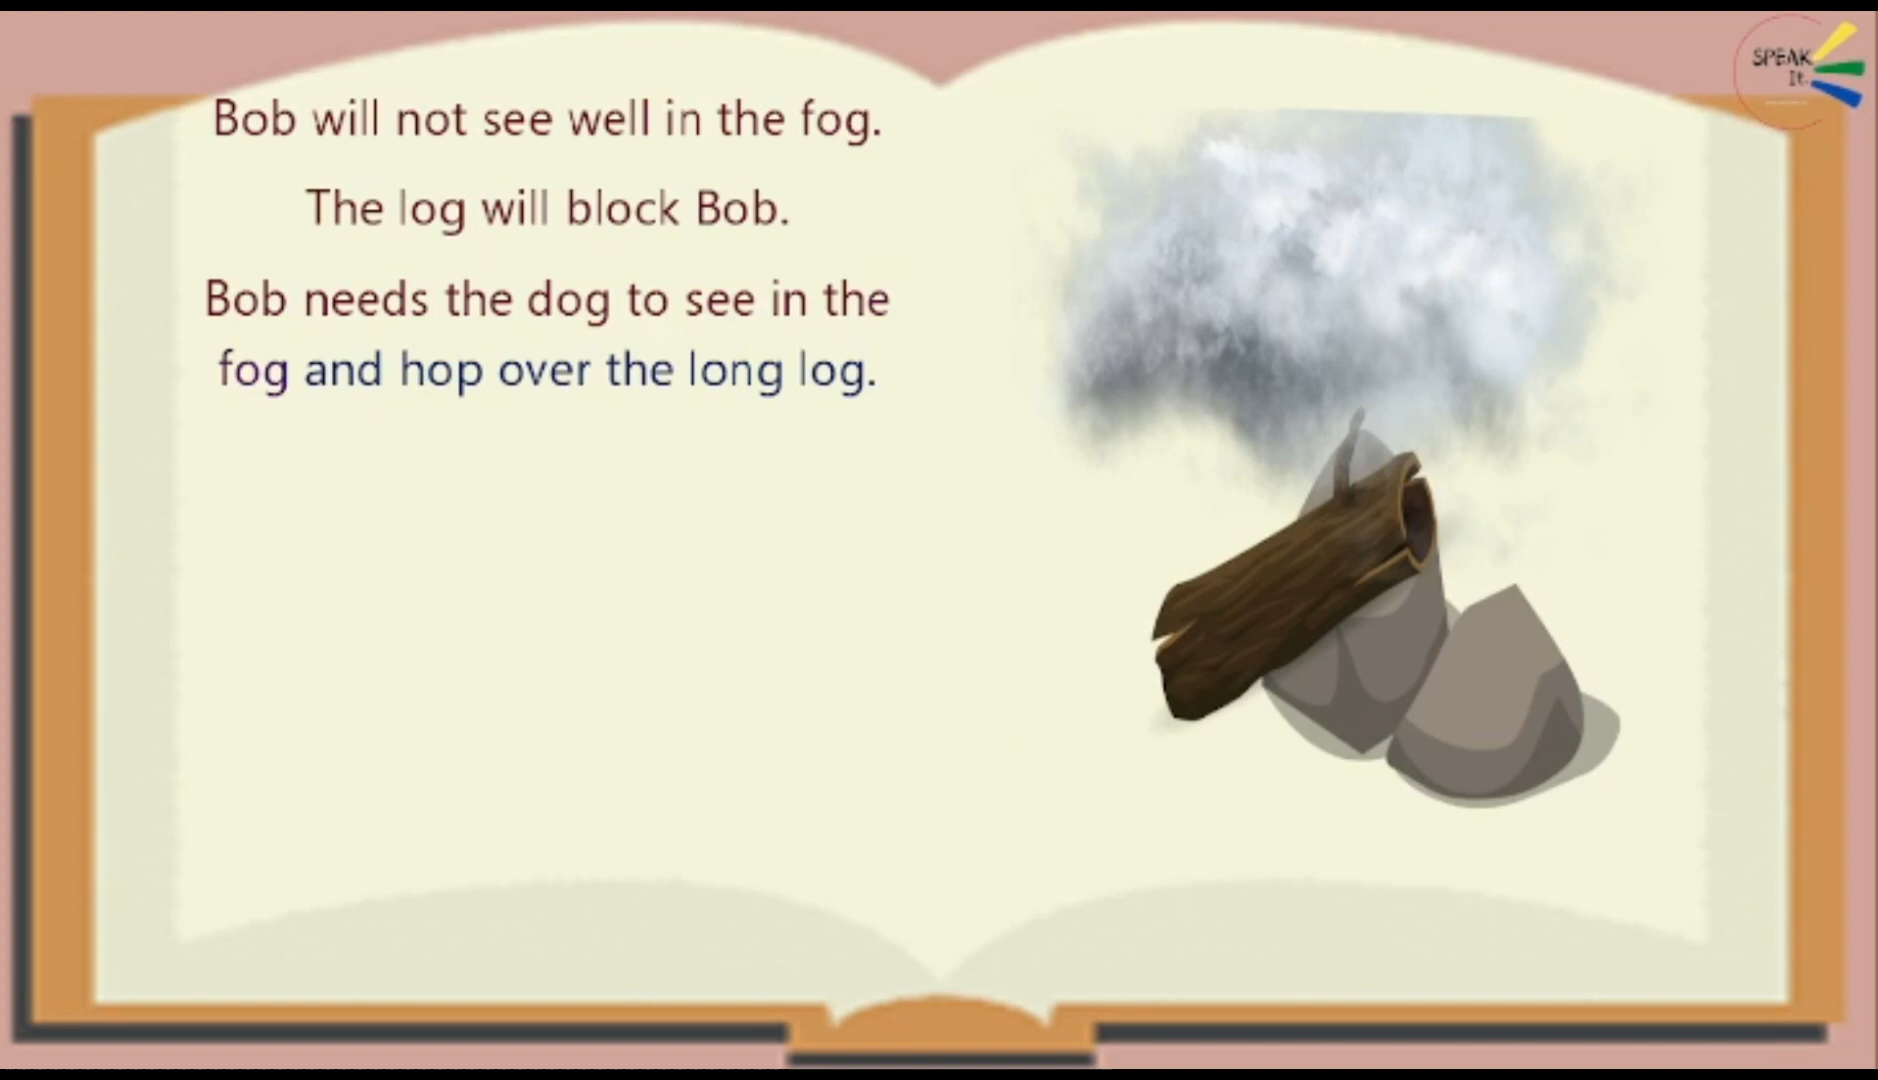 Bob will not see well in the fog.
The log will block Bob.
Bob needs the dog to see in the
fog and hop over the long log.
SPEAK
It